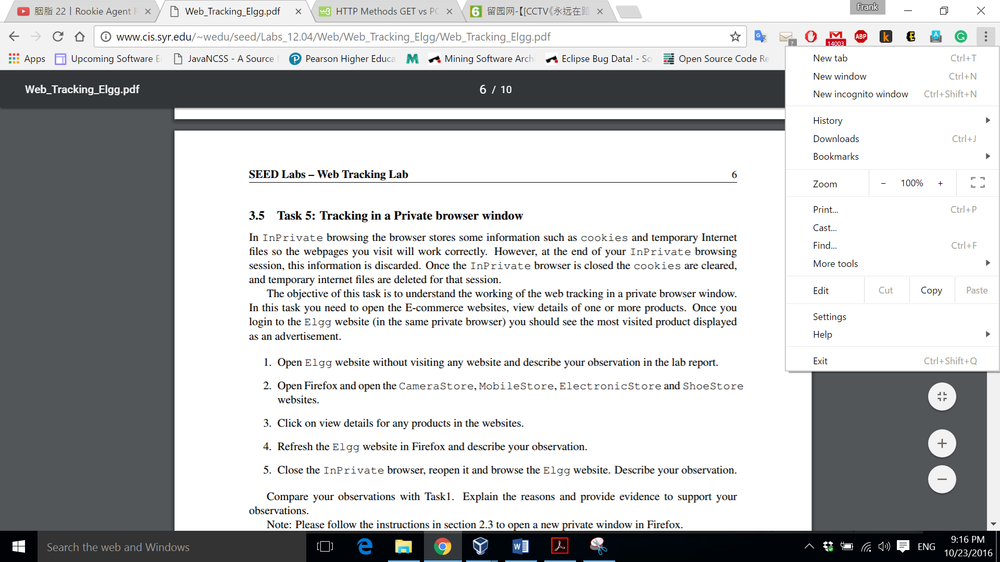 胭脂 22丨Rookie Agent
Web_Tracking_Elgg.pdf
HTTP Methods GET vs PO
留园网-【[CCTV《永远在路
Frank
www.cis.syr.edu/~wedu/seed/Labs_12.04/Web/Web_Tracking_Elgg/Web_Tracking_Elgg.pdf
14003
ABP
Apps
Upcoming Software E
JavaNCSS - A Source
Pearson Higher Educa
Mining Software Arch
Eclipse Bug Data! - So
Open Source Code Re
Web_Tracking_Elgg.pdf
6 / 10
SEED Labs – Web Tracking Lab 6
3.5 Task 5: Tracking in a Private browser window
In InPrivate browsing the browser stores some information such as cookies and temporary Internet
files so the webpages you visit will work correctly. However, at the end of your InPrivate browsing
session, this information is discarded. Once the InPrivate browser is closed the cookies are cleared,
and temporary internet files are deleted for that session.
The objective of this task is to understand the working of the web tracking in a private browser window.
In this task you need to open the E-commerce websites, view details of one or more products. Once you
login to the Elgg website (in the same private browser) you should see the most visited product displayed
as an advertisement.
1. Open Elgg website without visiting any website and describe your observation in the lab report.
2. Open Firefox and open the CameraStore, MobileStore, ElectronicStore and ShoeStore
websites.
3. Click on view details for any products in the websites.
4. Refresh the Elgg website in Firefox and describe your observation.
5. Close the InPrivate browser, reopen it and browse the Elgg website. Describe your observation.
Compare your observations with Task1. Explain the reasons and provide evidence to support your
observations.
Note: Please follow the instructions in section 2.3 to open a new private window in Firefox.
New tab Ctrl+T
New window Ctrl+N
New incognito window Ctrl+Shift+N
History
Downloads Ctrl+J
Bookmarks
Zoom − 100% +
Print... Ctrl+P
Cast...
Find... Ctrl+F
More tools
Edit Cut Copy Paste
Settings
Help
Exit Ctrl+Shift+Q
Search the web and Windows
ENG
9:16 PM
10/23/2016